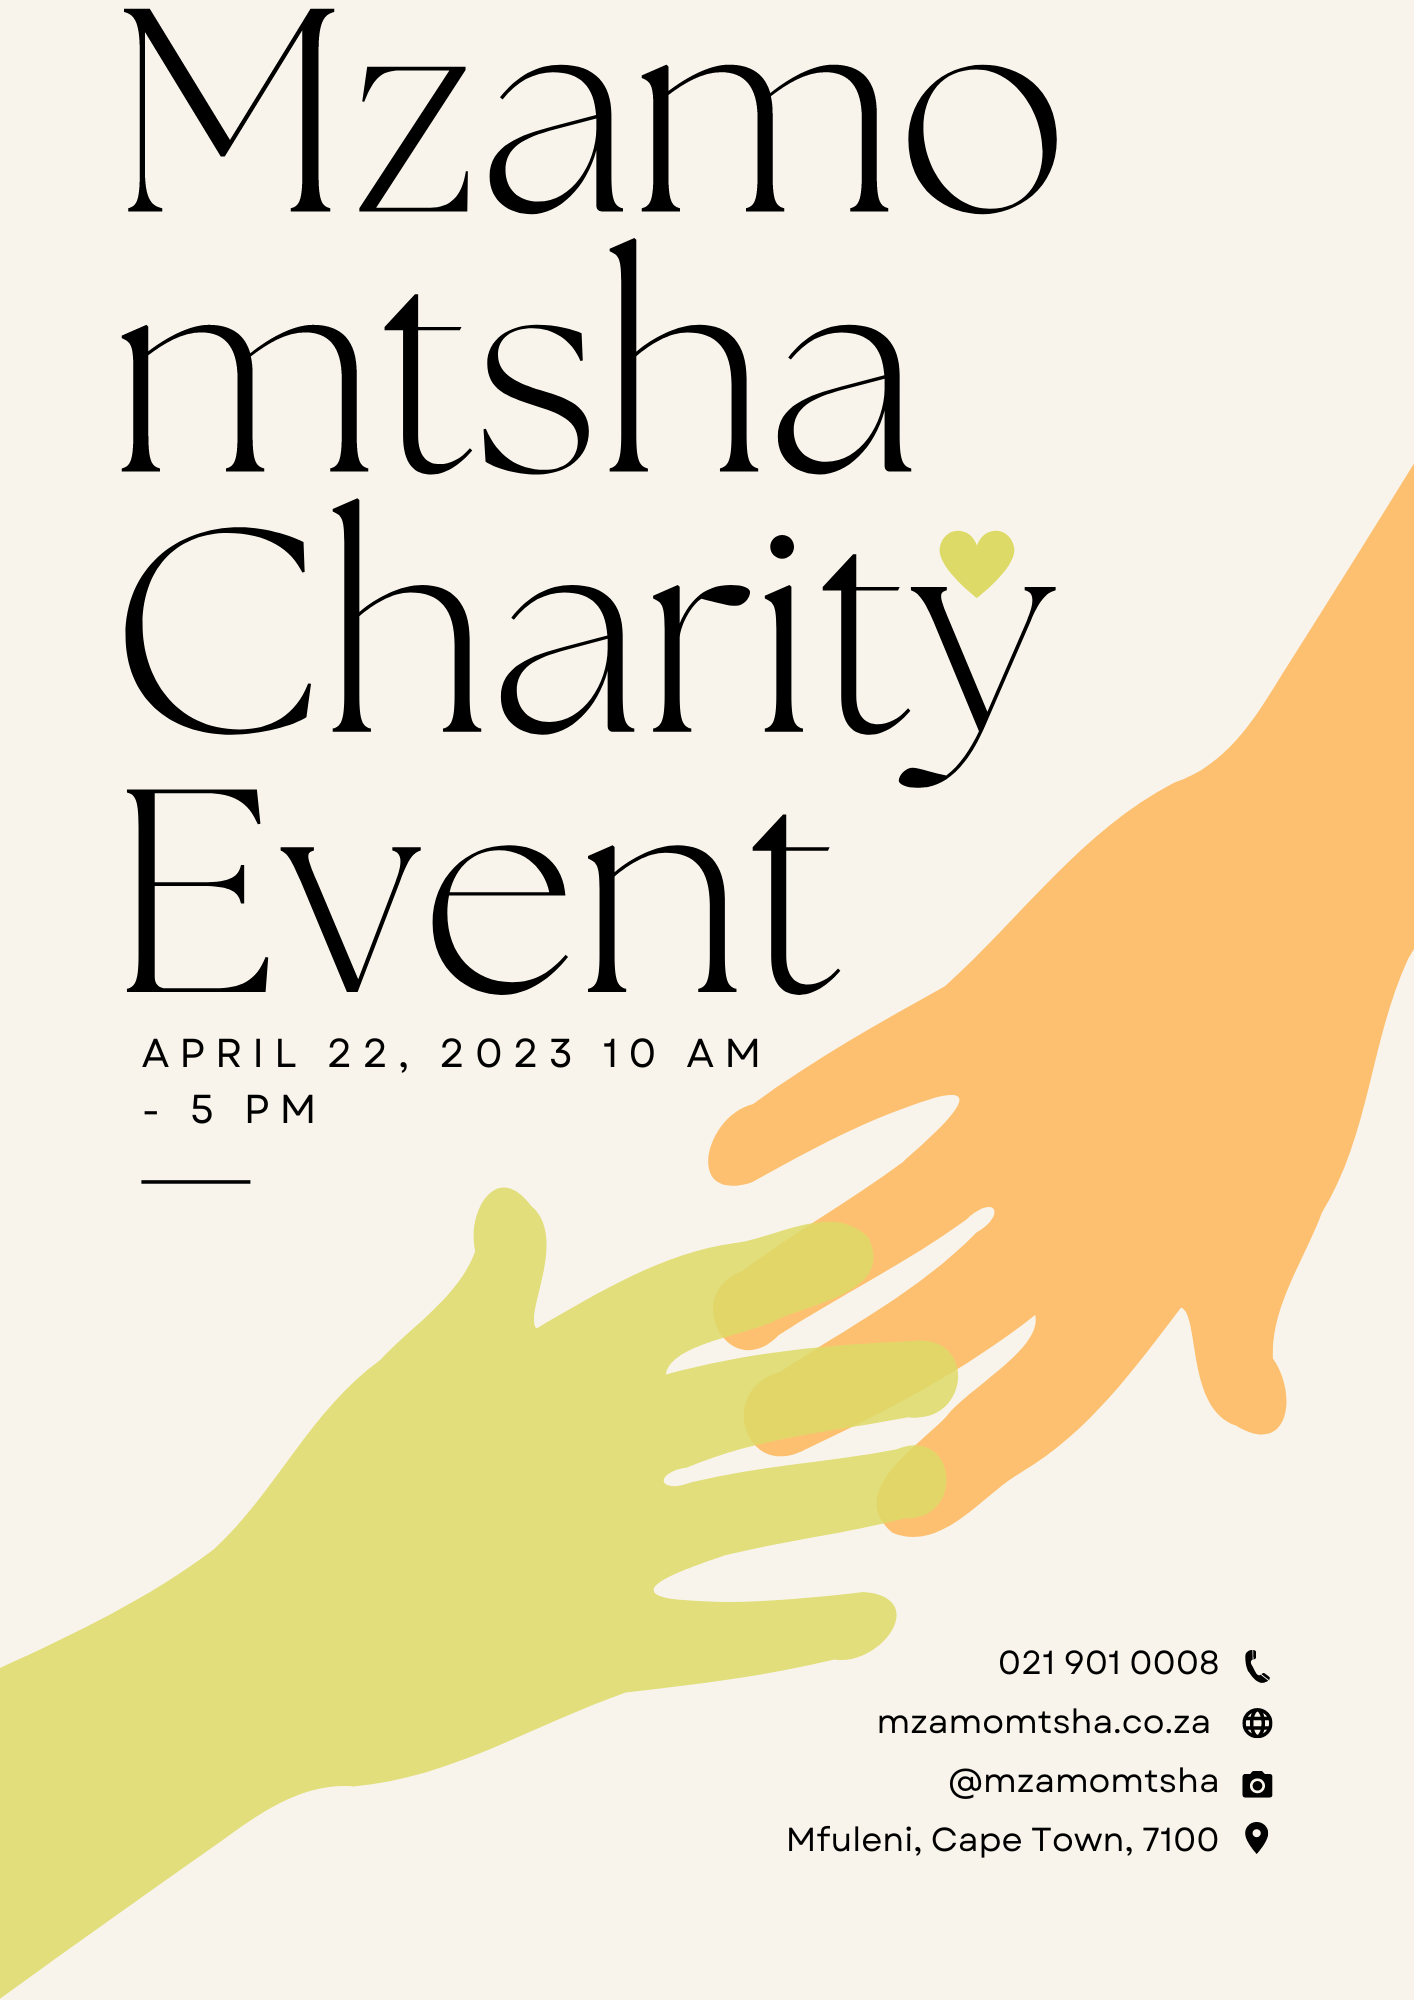 Mzamo
mtsha
Charity
Event
APRIL 22, 2023 10 AM
- 5 PM
021 901 0008
mzamomtsha.co.za
@mzamomtsha
Mfuleni, Cape Town, 7100